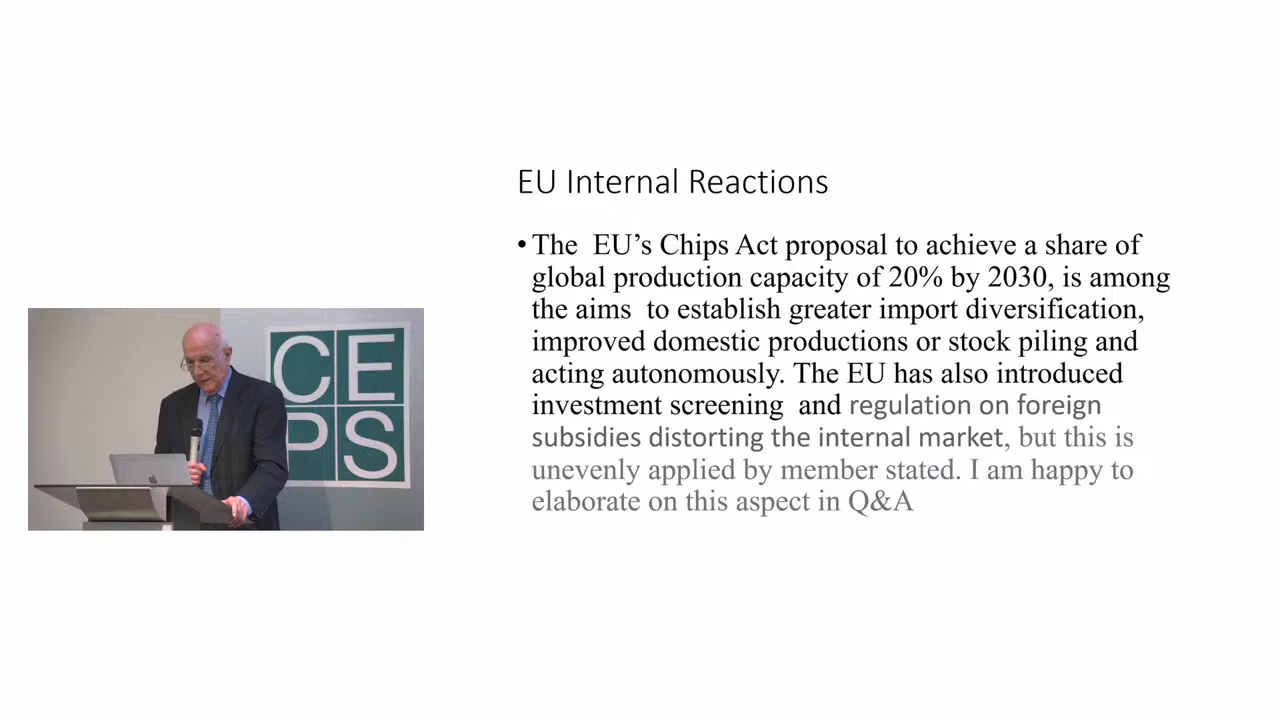 EU Internal Reactions
• The EU’s Chips Act proposal to achieve a share of
global production capacity of 20% by 2030, is among
the aims to establish greater import diversification,
improved domestic productions or stock piling and
acting autonomously. The EU has also introduced
investment screening and regulation on foreign
subsidies distorting the internal market, but this is
unevenly applied by member stated. I am happy to
elaborate on this aspect in Q&A
CE
PS